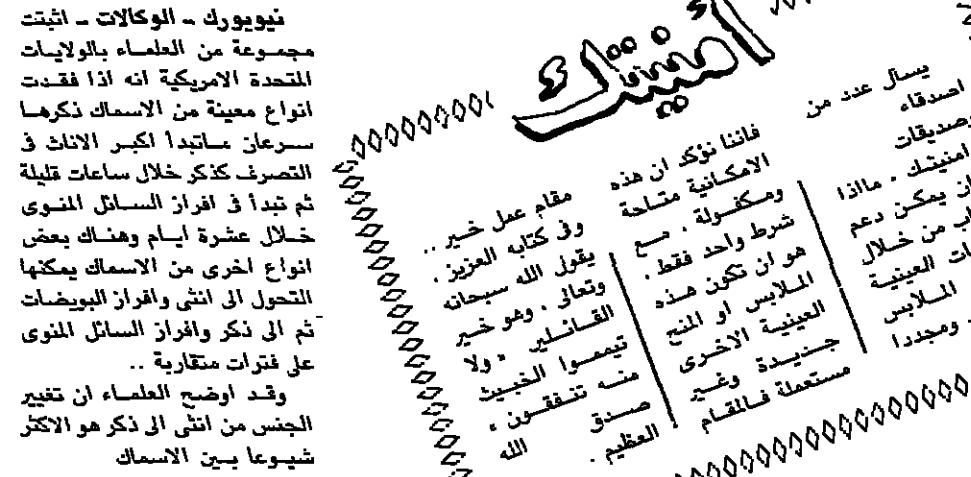 أمنيتك
يسأل عدد من
اصدقاء
وصديقات
امنيتك . مااذا
ان يمكن دعم
من خلال
العينية
الملابس
. ومجددا
فاننا نؤكد ان هذه
الامكانية متاحة
ومكفولة . مع
شرط واحد فقط .
هو ان تكون هذه
الملابس او المنح
العينية الاخرى
جديدة وغير
مستعملة فالمقام
مقام عمل خير ..
وفى كتابه العزيز .
يقول الله سبحانه
وتعالى . وهو خير
القائلين « ولا
تيمموا الخبيث
منه تنفقون »
صدق الله
العظيم .
نيويورك ـ الوكالات ـ اثبتت
مجموعة من العلماء بالولايات
المتحدة الامريكية انه اذا فقدت
انواع معينة من الاسماك ذكرها
سرعان ماتبدأ اكبر الاناث فى
التصرف كذكر خلال ساعات قليلة
ثم تبدأ فى افراز السائل المنوى
خلال عشرة ايام وهناك بعض
انواع اخرى من الاسماك يمكنها
التحول الى انثى وافراز البويضات
ثم الى ذكر وافراز السائل المنوى
على فترات متقاربة ..
وقد اوضح العلماء ان تغيير
الجنس من انثى الى ذكر هو الاكثر
شيوعا بين الاسماك